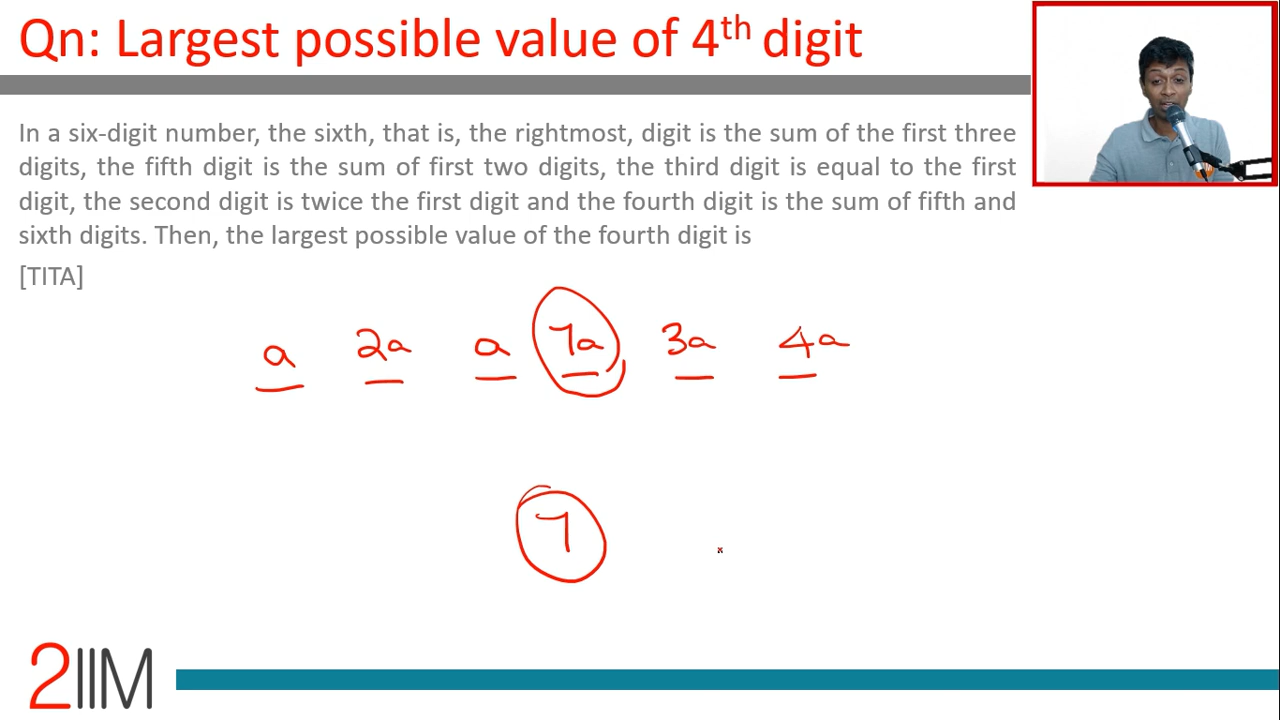 Qn: Largest possible value of 4th digit
In a six-digit number, the sixth, that is, the rightmost, digit is the sum of the first three
digits, the fifth digit is the sum of first two digits, the third digit is equal to the first
digit, the second digit is twice the first digit and the fourth digit is the sum of fifth and
sixth digits. Then, the largest possible value of the fourth digit is
[TITA]
a 2a a 7a 3a 4a
7
2IIM